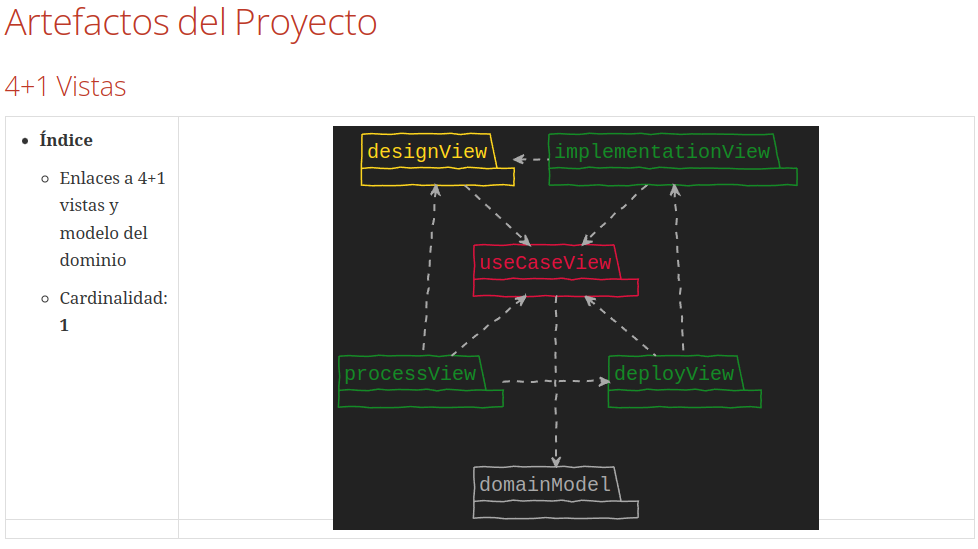 Artefactos del Proyecto
4+1 Vistas
Índice
Enlaces a 4+1
vistas y
modelo del
dominio
Cardinalidad:
1
designView
implementationView
useCaseView
processView
deployView
domainModel